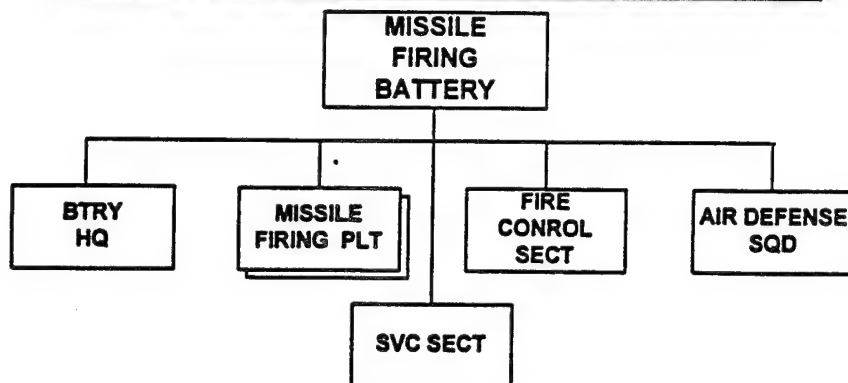 MISSILE
FIRING
BATTERY
BTRY
HQ
MISSILE
FIRING PLT
FIRE
CONROL
SECT
AIR DEFENSE
SQD
SVC SECT